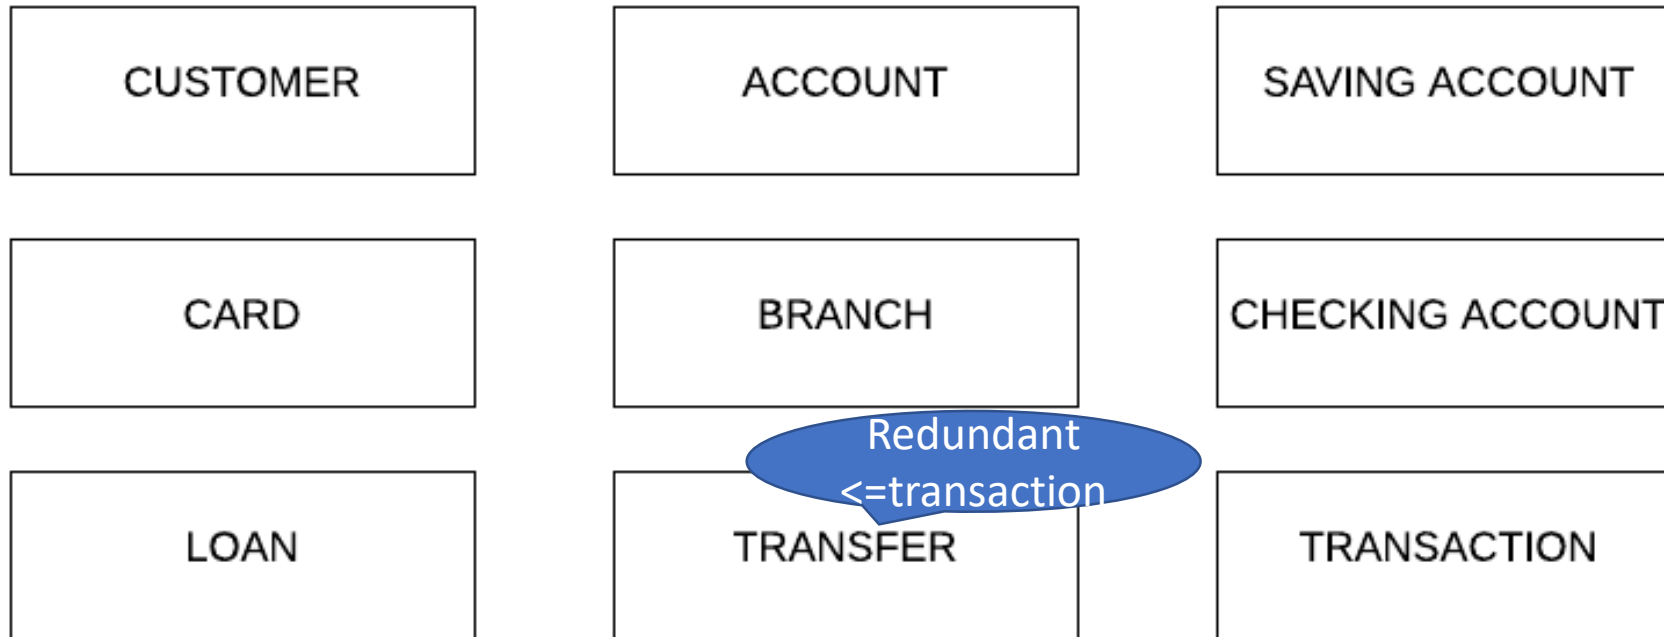 CUSTOMER
ACCOUNT
SAVING ACCOUNT
CARD
BRANCH
CHECKING ACCOUNT
Redundant
<=transaction
LOAN
TRANSFER
TRANSACTION